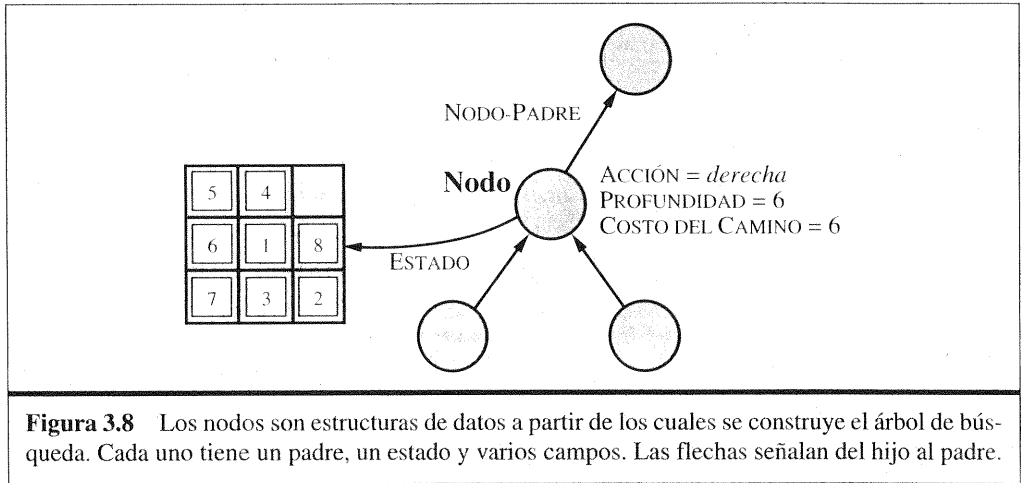 NODO-PADRE
Nodo
ACCIÓN = derecha
PROFUNDIDAD = 6
COSTO DEL CAMINO = 6
5 4
6 1 8
7 3 2
ESTADO
Figura 3.8 Los nodos son estructuras de datos a partir de los cuales se construye el árbol de bús-
queda. Cada uno tiene un padre, un estado y varios campos. Las flechas señalan del hijo al padre.